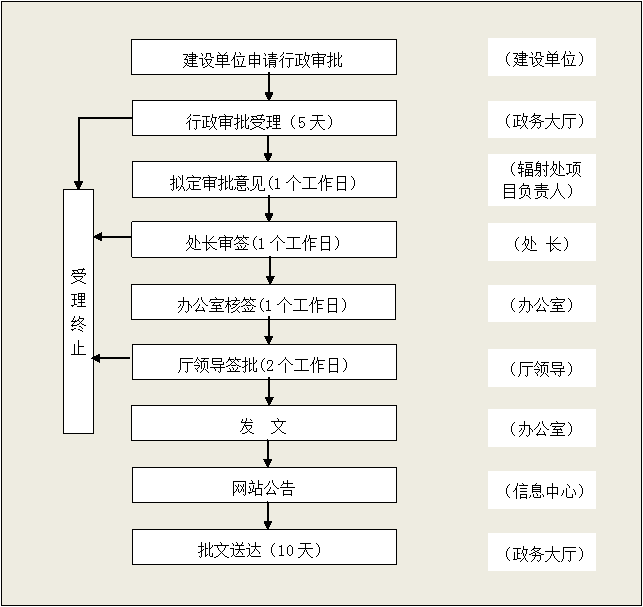 建设单位申请行政审批
（建设单位）
行政审批受理（5天）
（政务大厅）
拟定审批意见(1个工作日)
（辐射处项
目负责人）
处长审签(1个工作日)
（处 长）
受理终止
办公室核签(1个工作日)
（办公室）
厅领导签批(2个工作日)
（厅领导）
发 文
（办公室）
网站公告
（信息中心）
批文送达（10天）
（政务大厅）